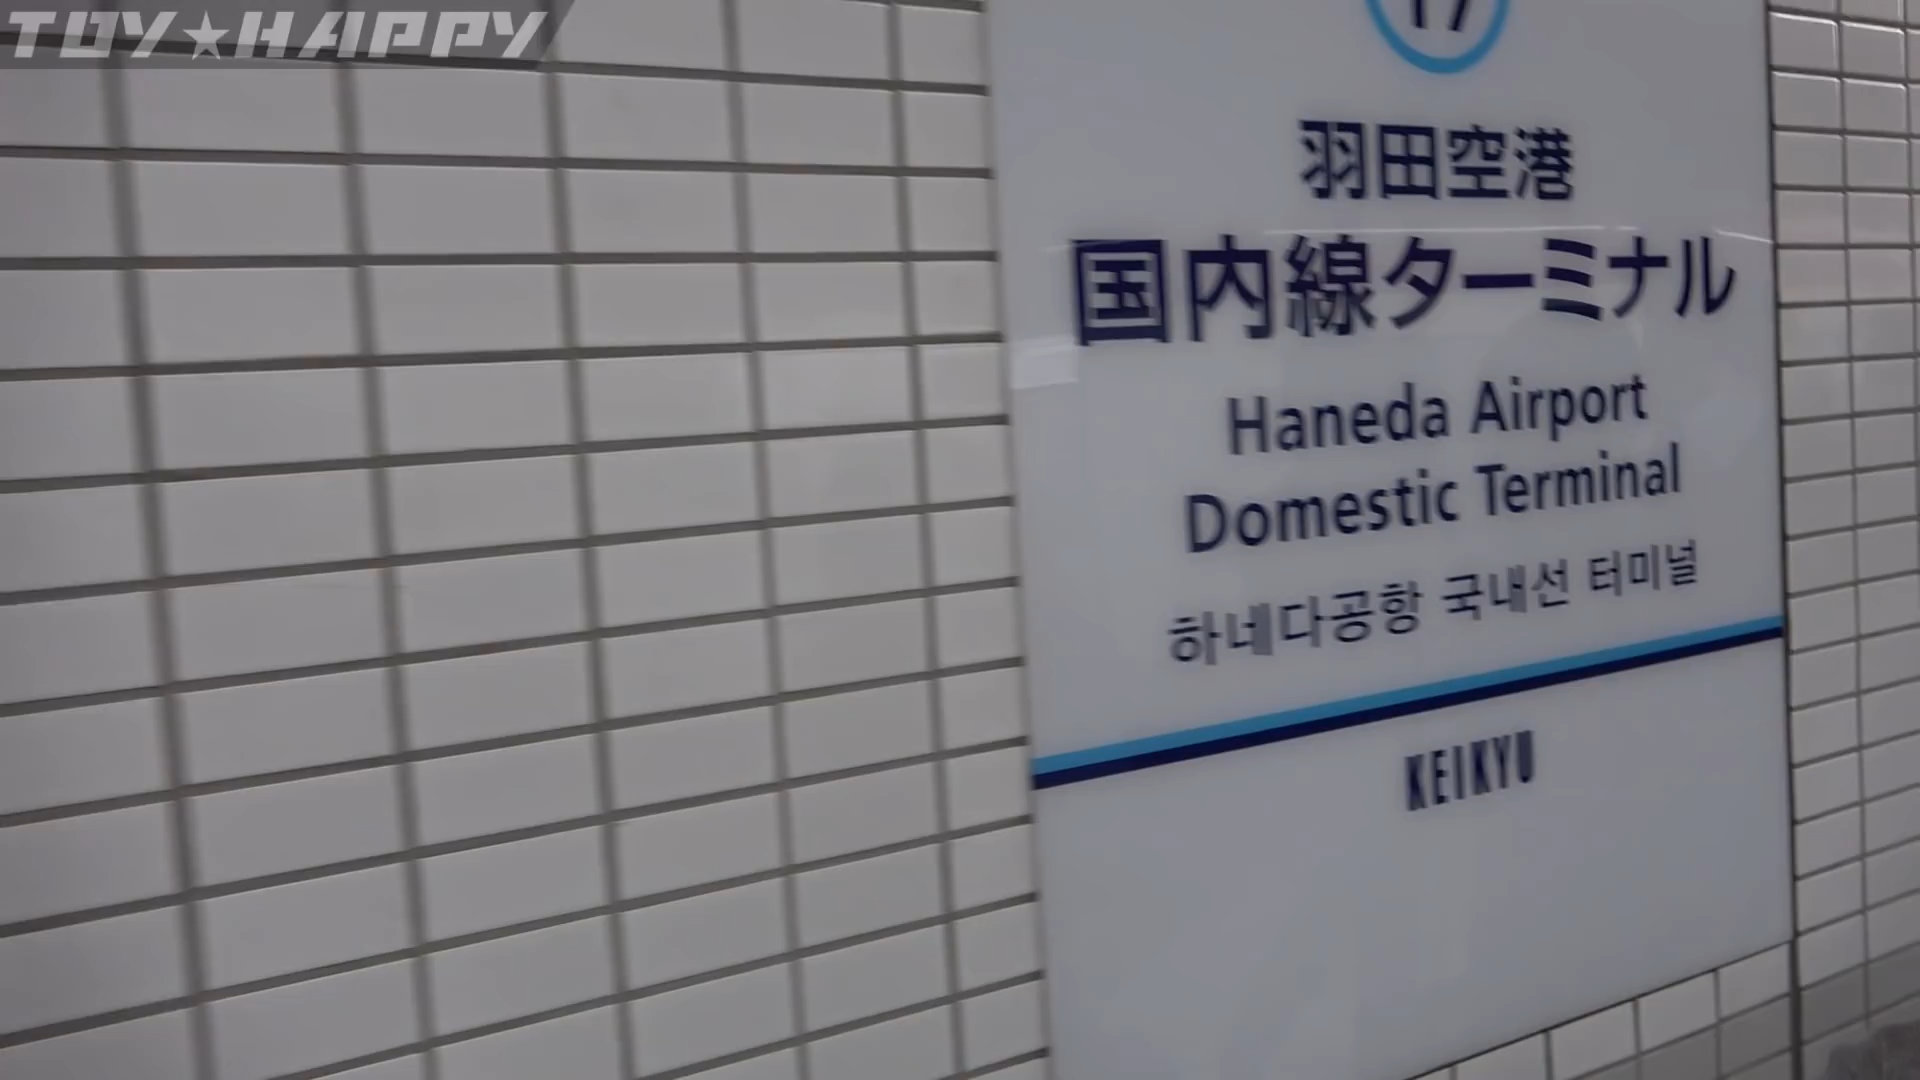 TOY★HAPPY
17
羽田空港
国内線ターミナル
Haneda Airport
Domestic Terminal
하네다공항 국내선 터미널
KEIKYU